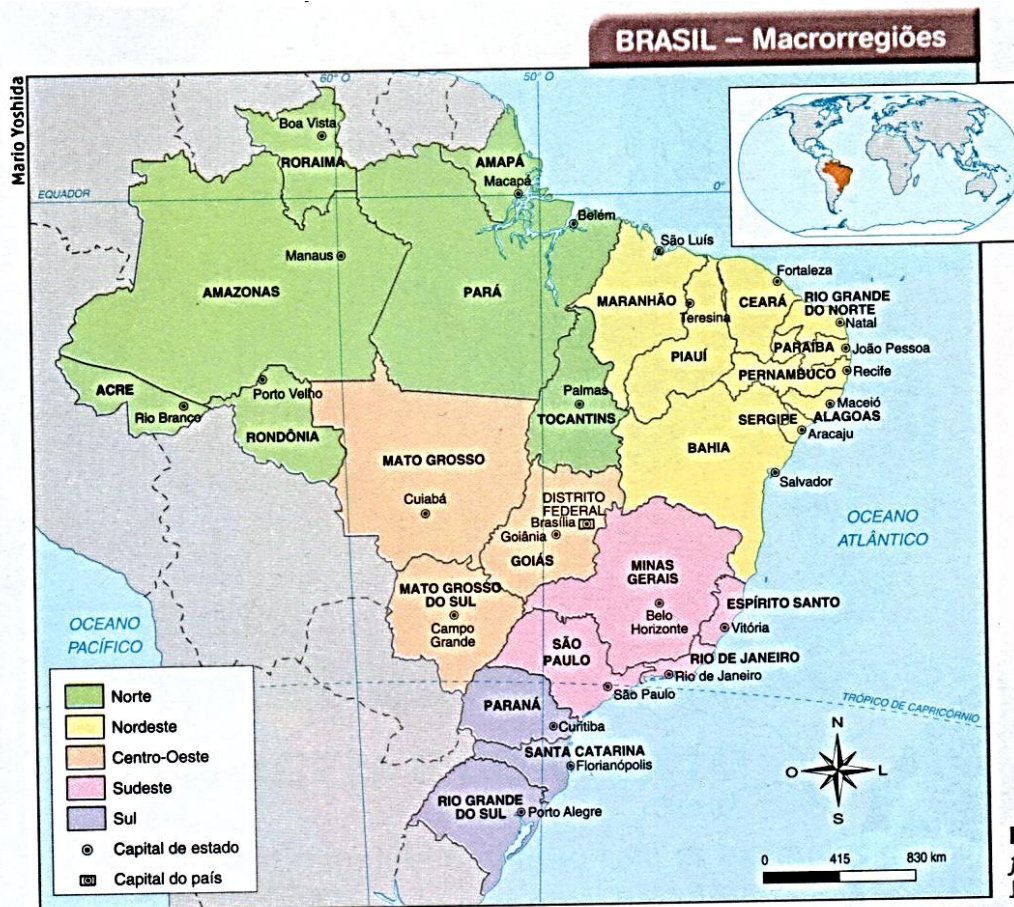 BRASIL – Macrorregiões
Mario Yoshida
60° O
50° O
Boa Vista
RORAIMA
AMAPÁ
Macapá
EQUADOR
0°
Belém
São Luís
Manaus
Fortaleza
AMAZONAS
PARÁ
MARANHÃO
Teresina
CEARÁ
RIO GRANDE
DO NORTE
Natal
PARAÍBA
João Pessoa
PIAUÍ
PERNAMBUCO
Recife
ACRE
Porto Velho
Palmas
Maceió
Rio Branco
TOCANTINS
SERGIPE
ALAGOAS
RONDÔNIA
Aracaju
BAHIA
MATO GROSSO
Salvador
Cuiabá
DISTRITO
FEDERAL
Brasília
Goiânia
GOIÁS
OCEANO
ATLÂNTICO
MINAS
GERAIS
MATO GROSSO
DO SUL
Campo
Grande
Belo
Horizonte
ESPÍRITO SANTO
Vitória
OCEANO
PACÍFICO
SÃO
PAULO
RIO DE JANEIRO
Rio de Janeiro
São Paulo
TRÓPICO DE CAPRICÓRNIO
PARANÁ
Curitiba
SANTA CATARINA
Florianópolis
RIO GRANDE
DO SUL
Porto Alegre
Norte
Nordeste
Centro-Oeste
Sudeste
Sul
Capital de estado
Capital do país
N
O
L
S
0 415 830 km